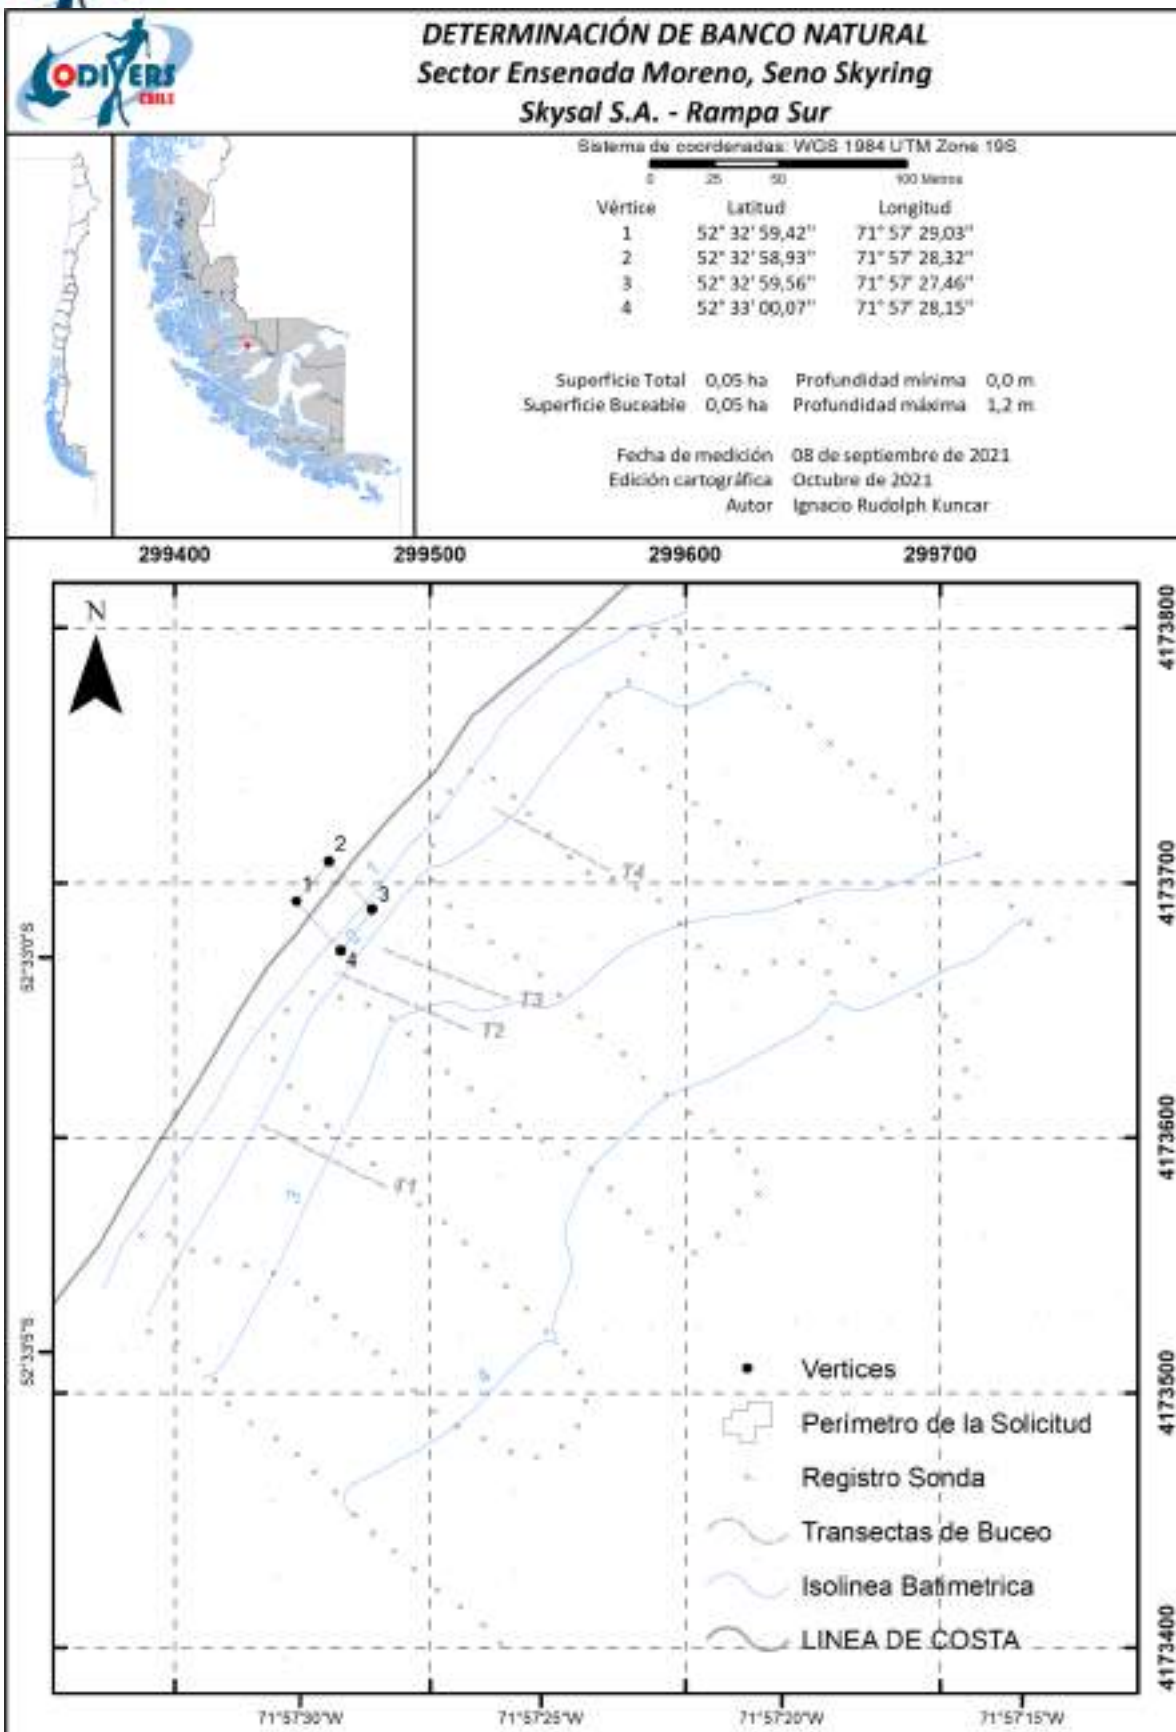 ODIVERS
CHILE
DETERMINACIÓN DE BANCO NATURAL
Sector Ensenada Moreno, Seno Skyring
Skysal S.A. - Rampa Sur
Sistema de coordenadas: WGS 1984 UTM Zone 19S
0 25 50 100 Metros
Vértice Latitud Longitud
1 52° 32' 59,42" 71° 57' 29,03"
2 52° 32' 58,93" 71° 57' 28,32"
3 52° 32' 59,56" 71° 57' 27,46"
4 52° 33' 00,07" 71° 57' 28,15"
Superficie Total 0,05 ha Profundidad mínima 0,0 m
Superficie Buceable 0,05 ha Profundidad máxima 1,2 m
Fecha de medición 08 de septiembre de 2021
Edición cartográfica Octubre de 2021
Autor Ignacio Rudolph Kuncar
299400 299500 299600 299700
N
4173800
2
1
T4
4173700
1
3
2
4
52°33'0"S
T3
T2
4173600
T1
3
52°33'5"S
4
4173500
Vertices
Perímetro de la Solicitud
Registro Sonda
Transectas de Buceo
Isolinea Batimetrica
LINEA DE COSTA
4173400
71°57'30"W 71°57'25"W 71°57'20"W 71°57'15"W